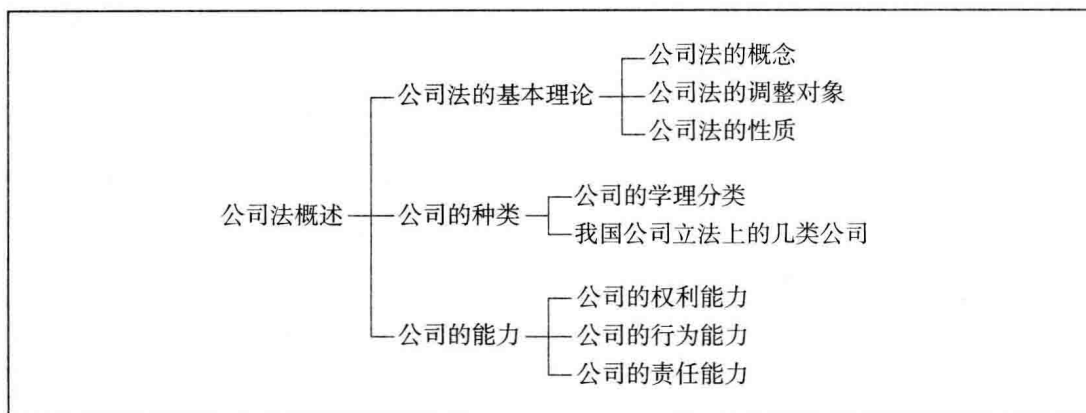 公司法概述
公司法的基本理论
公司法的概念
公司法的调整对象
公司法的性质
公司的种类
公司的学理分类
我国公司立法上的几类公司
公司的能力
公司的权利能力
公司的行为能力
公司的责任能力